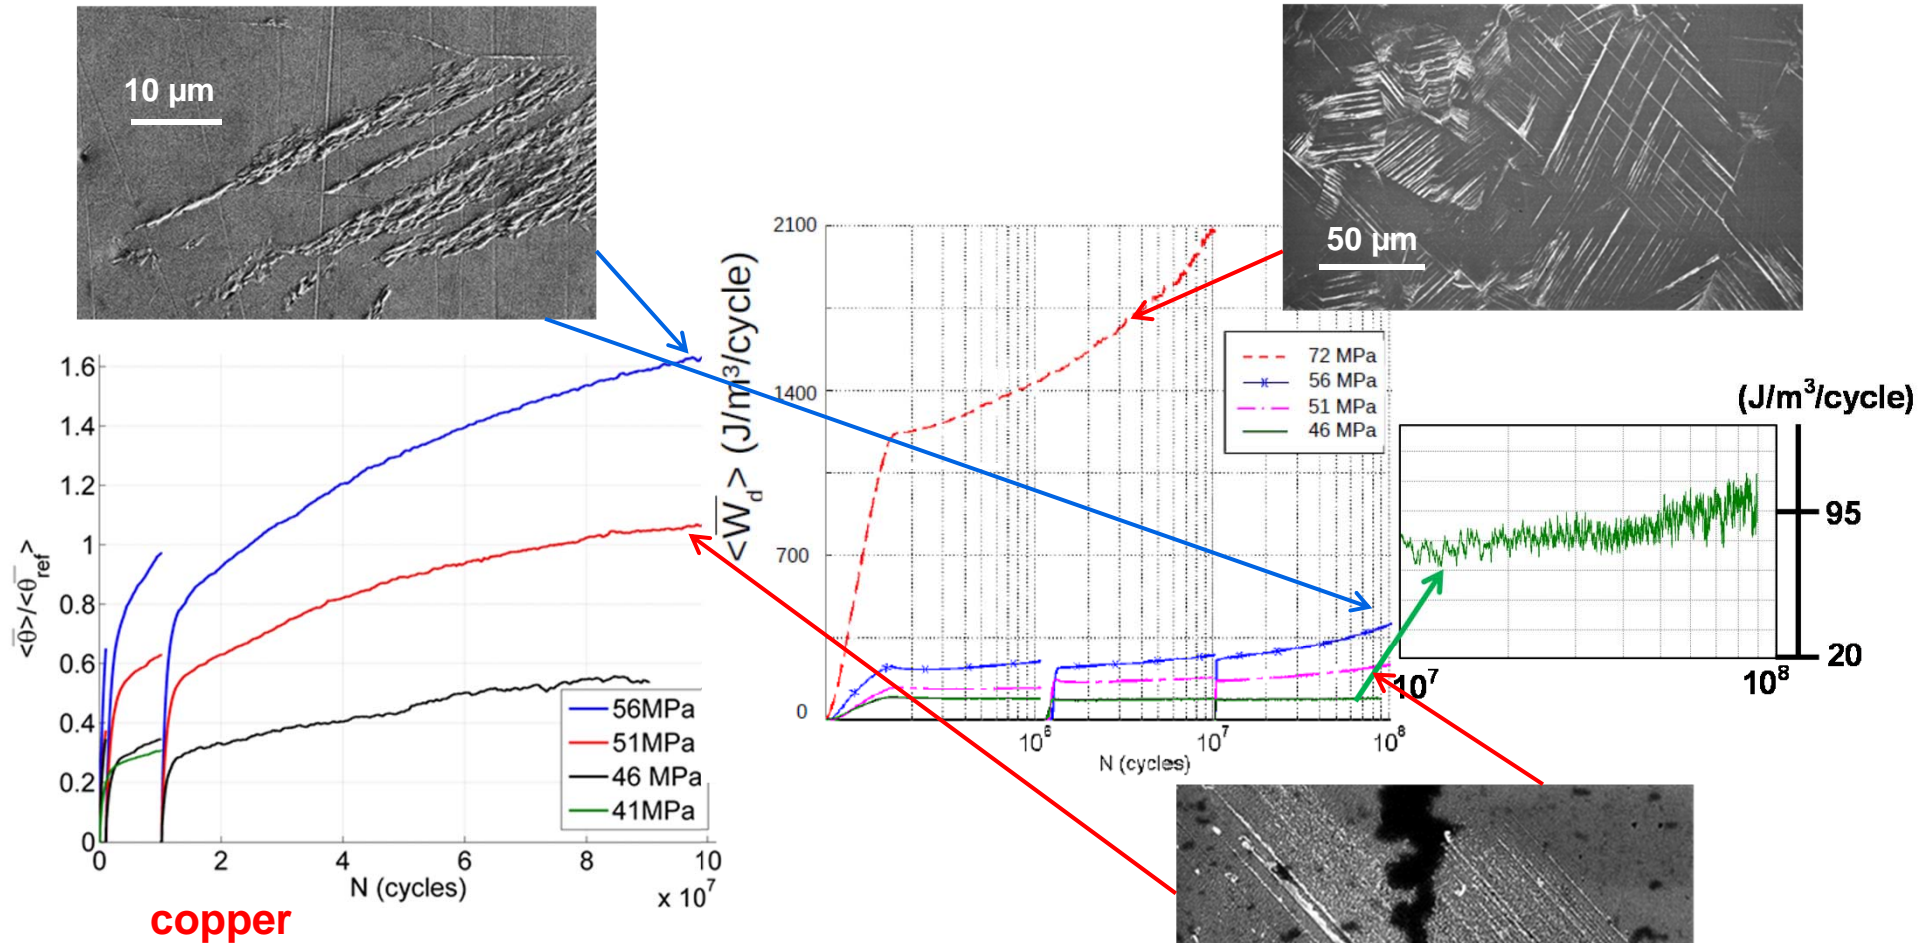 10 µm
50 µm
<W̅d> (J/m³/cycle)
2100
1400
700
0
10⁶
10⁷
10⁸
N (cycles)
72 MPa
56 MPa
51 MPa
46 MPa
(J/m³/cycle)
95
20
10⁷
10⁸
<θ̅>/<θ̅ref>
1.6
1.4
1.2
1
0.8
0.6
0.4
0.2
0
0 2 4 6 8 10
N (cycles)
x 10⁷
56MPa
51MPa
46 MPa
41MPa
copper